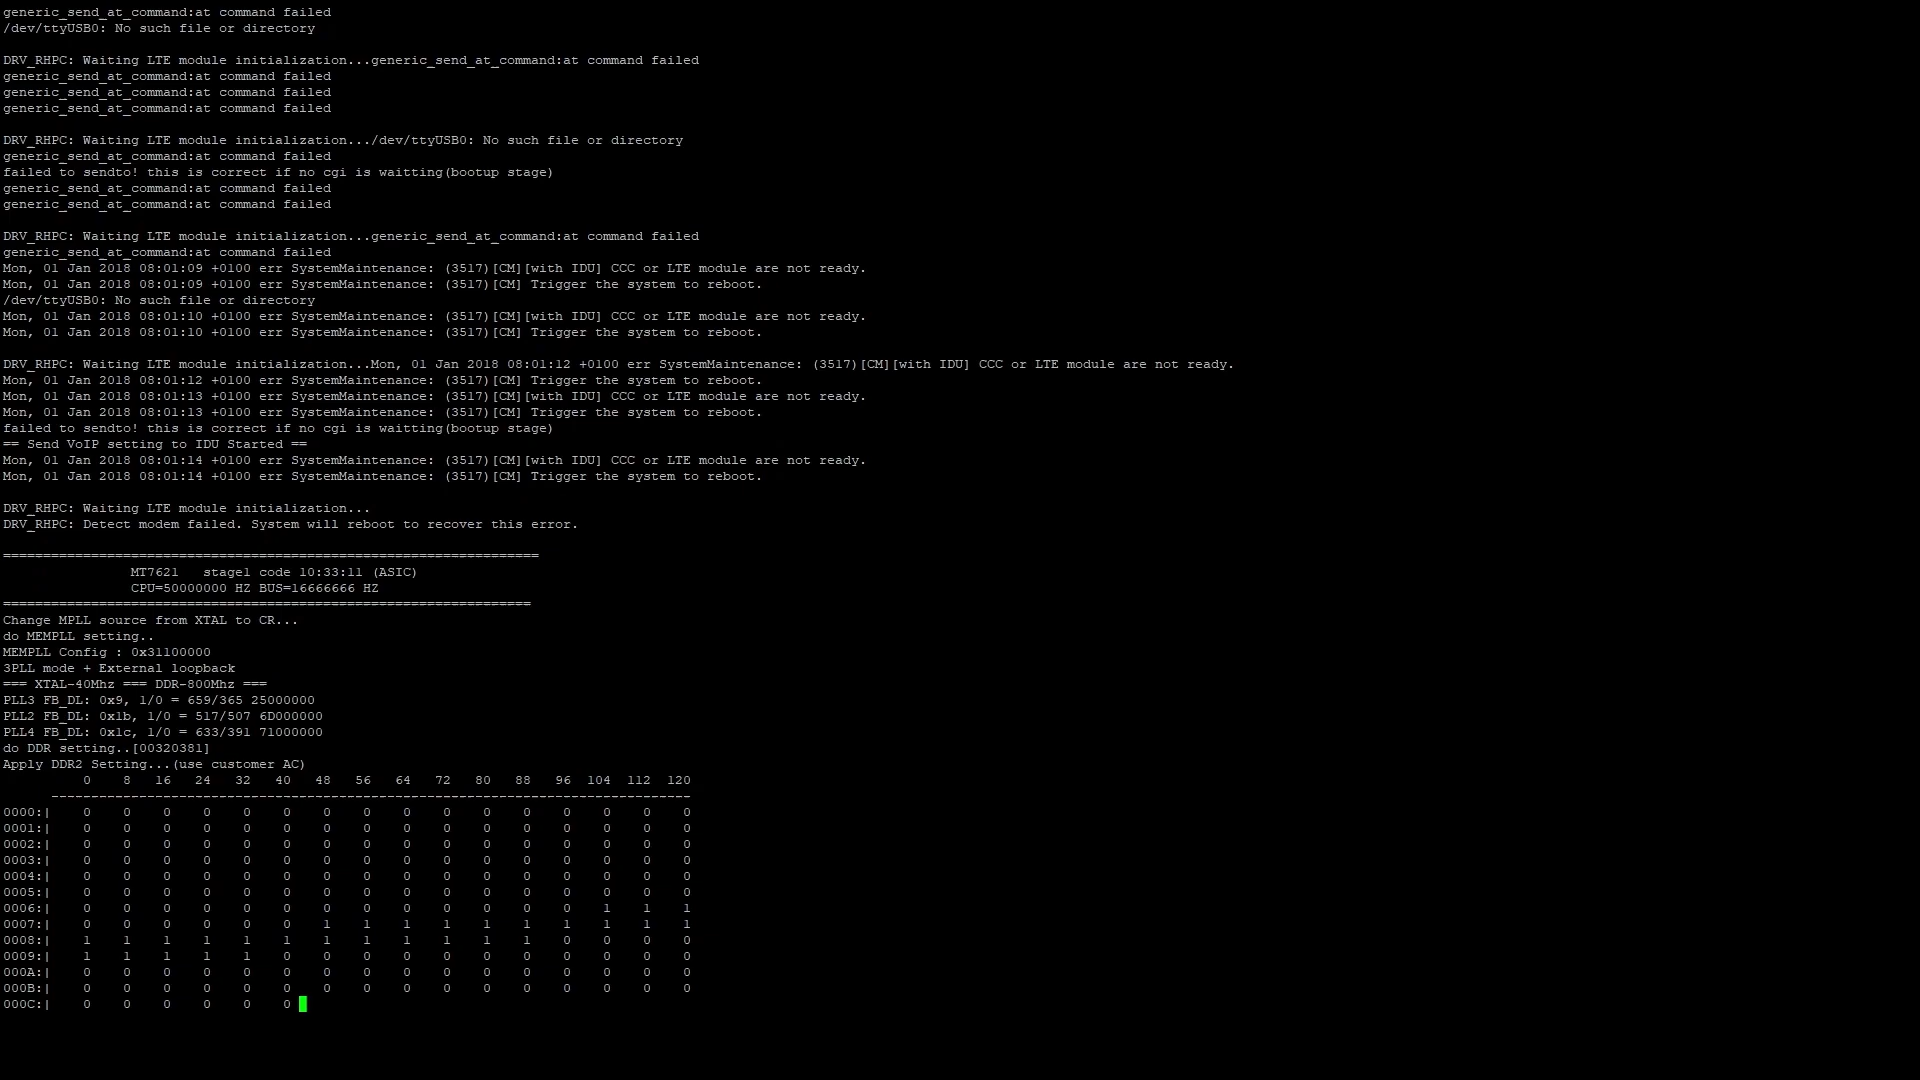 generic_send_at_command:at command failed
/dev/ttyUSB0: No such file or directory
DRV_RHPC: Waiting LTE module initialization...generic_send_at_command:at command failed
generic_send_at_command:at command failed
generic_send_at_command:at command failed
generic_send_at_command:at command failed
DRV_RHPC: Waiting LTE module initialization.../dev/ttyUSB0: No such file or directory
generic_send_at_command:at command failed
failed to sendto! this is correct if no cgi is waitting(bootup stage)
generic_send_at_command:at command failed
generic_send_at_command:at command failed
DRV_RHPC: Waiting LTE module initialization...generic_send_at_command:at command failed
generic_send_at_command:at command failed
Mon, 01 Jan 2018 08:01:09 +0100 err SystemMaintenance: (3517)[CM][with IDU] CCC or LTE module are not ready.
Mon, 01 Jan 2018 08:01:09 +0100 err SystemMaintenance: (3517)[CM] Trigger the system to reboot.
/dev/ttyUSB0: No such file or directory
Mon, 01 Jan 2018 08:01:10 +0100 err SystemMaintenance: (3517)[CM][with IDU] CCC or LTE module are not ready.
Mon, 01 Jan 2018 08:01:10 +0100 err SystemMaintenance: (3517)[CM] Trigger the system to reboot.
DRV_RHPC: Waiting LTE module initialization...Mon, 01 Jan 2018 08:01:12 +0100 err SystemMaintenance: (3517)[CM][with IDU] CCC or LTE module are not ready.
Mon, 01 Jan 2018 08:01:12 +0100 err SystemMaintenance: (3517)[CM] Trigger the system to reboot.
Mon, 01 Jan 2018 08:01:13 +0100 err SystemMaintenance: (3517)[CM][with IDU] CCC or LTE module are not ready.
Mon, 01 Jan 2018 08:01:13 +0100 err SystemMaintenance: (3517)[CM] Trigger the system to reboot.
failed to sendto! this is correct if no cgi is waitting(bootup stage)
== Send VoIP setting to IDU Started ==
Mon, 01 Jan 2018 08:01:14 +0100 err SystemMaintenance: (3517)[CM][with IDU] CCC or LTE module are not ready.
Mon, 01 Jan 2018 08:01:14 +0100 err SystemMaintenance: (3517)[CM] Trigger the system to reboot.
DRV_RHPC: Waiting LTE module initialization...
DRV_RHPC: Detect modem failed. System will reboot to recover this error.
===================================================================
MT7621   stage1 code 10:33:11 (ASIC)
CPU=50000000 HZ BUS=16666666 HZ
==================================================================
Change MPLL source from XTAL to CR...
do MEMPLL setting..
MEMPLL Config : 0x31100000
3PLL mode + External loopback
=== XTAL-40Mhz === DDR-800Mhz ===
PLL3 FB_DL: 0x9, 1/0 = 659/365 25000000
PLL2 FB_DL: 0x1b, 1/0 = 517/507 6D000000
PLL4 FB_DL: 0x1c, 1/0 = 633/391 71000000
do DDR setting..[00320381]
Apply DDR2 Setting...(use customer AC)
0    8   16   24   32   40   48   56   64   72   80   88   96  104  112  120
--------------------------------------------------------------------------------
0000:|    0    0    0    0    0    0    0    0    0    0    0    0    0    0    0    0
0001:|    0    0    0    0    0    0    0    0    0    0    0    0    0    0    0    0
0002:|    0    0    0    0    0    0    0    0    0    0    0    0    0    0    0    0
0003:|    0    0    0    0    0    0    0    0    0    0    0    0    0    0    0    0
0004:|    0    0    0    0    0    0    0    0    0    0    0    0    0    0    0    0
0005:|    0    0    0    0    0    0    0    0    0    0    0    0    0    0    0    0
0006:|    0    0    0    0    0    0    0    0    0    0    0    0    0    1    1    1
0007:|    0    0    0    0    0    0    1    1    1    1    1    1    1    1    1    1
0008:|    1    1    1    1    1    1    1    1    1    1    1    1    0    0    0    0
0009:|    1    1    1    1    1    0    0    0    0    0    0    0    0    0    0    0
000A:|    0    0    0    0    0    0    0    0    0    0    0    0    0    0    0    0
000B:|    0    0    0    0    0    0    0    0    0    0    0    0    0    0    0    0
000C:|    0    0    0    0    0    0